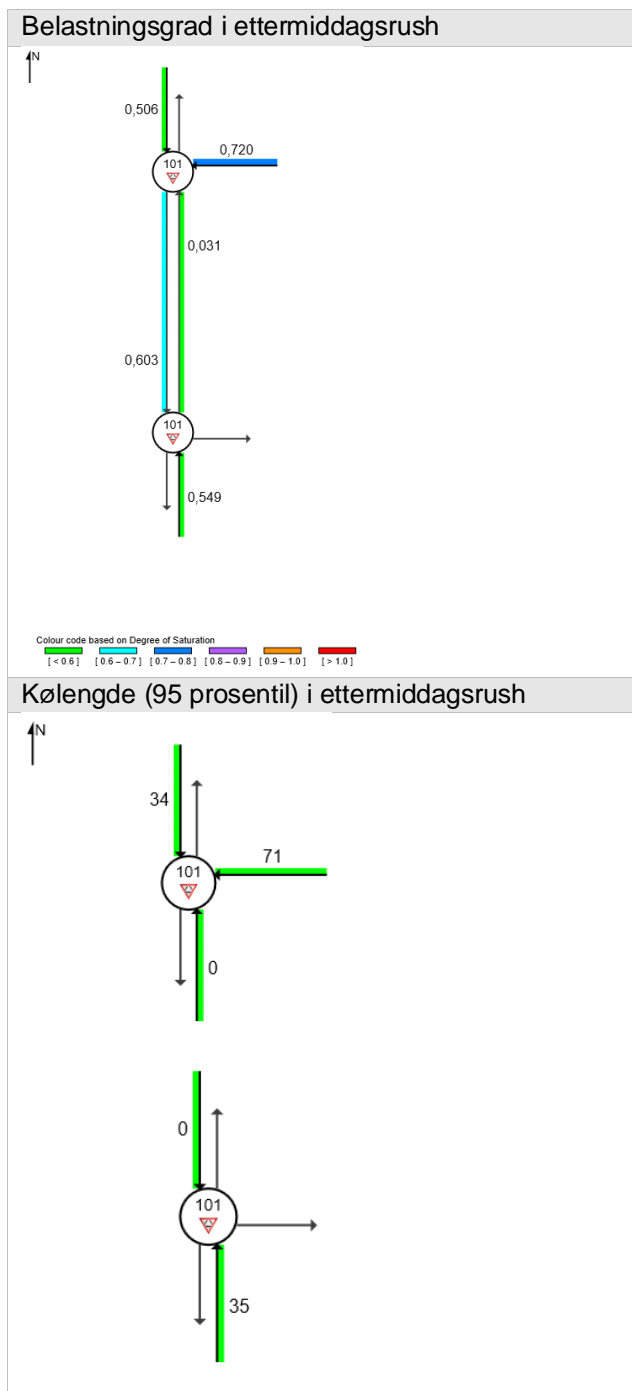 Belastningsgrad i ettermiddagsrush
N
0,506
0,720
101
0,031
0,603
101
0,549
Colour code based on Degree of Saturation
[ < 0.6 ] [ 0.6 – 0.7 ] [ 0.7 – 0.8 ] [ 0.8 – 0.9 ] [ 0.9 – 1.0 ] [ > 1.0 ]
Kølengde (95 prosentil) i ettermiddagsrush
N
34
71
101
0
0
101
35